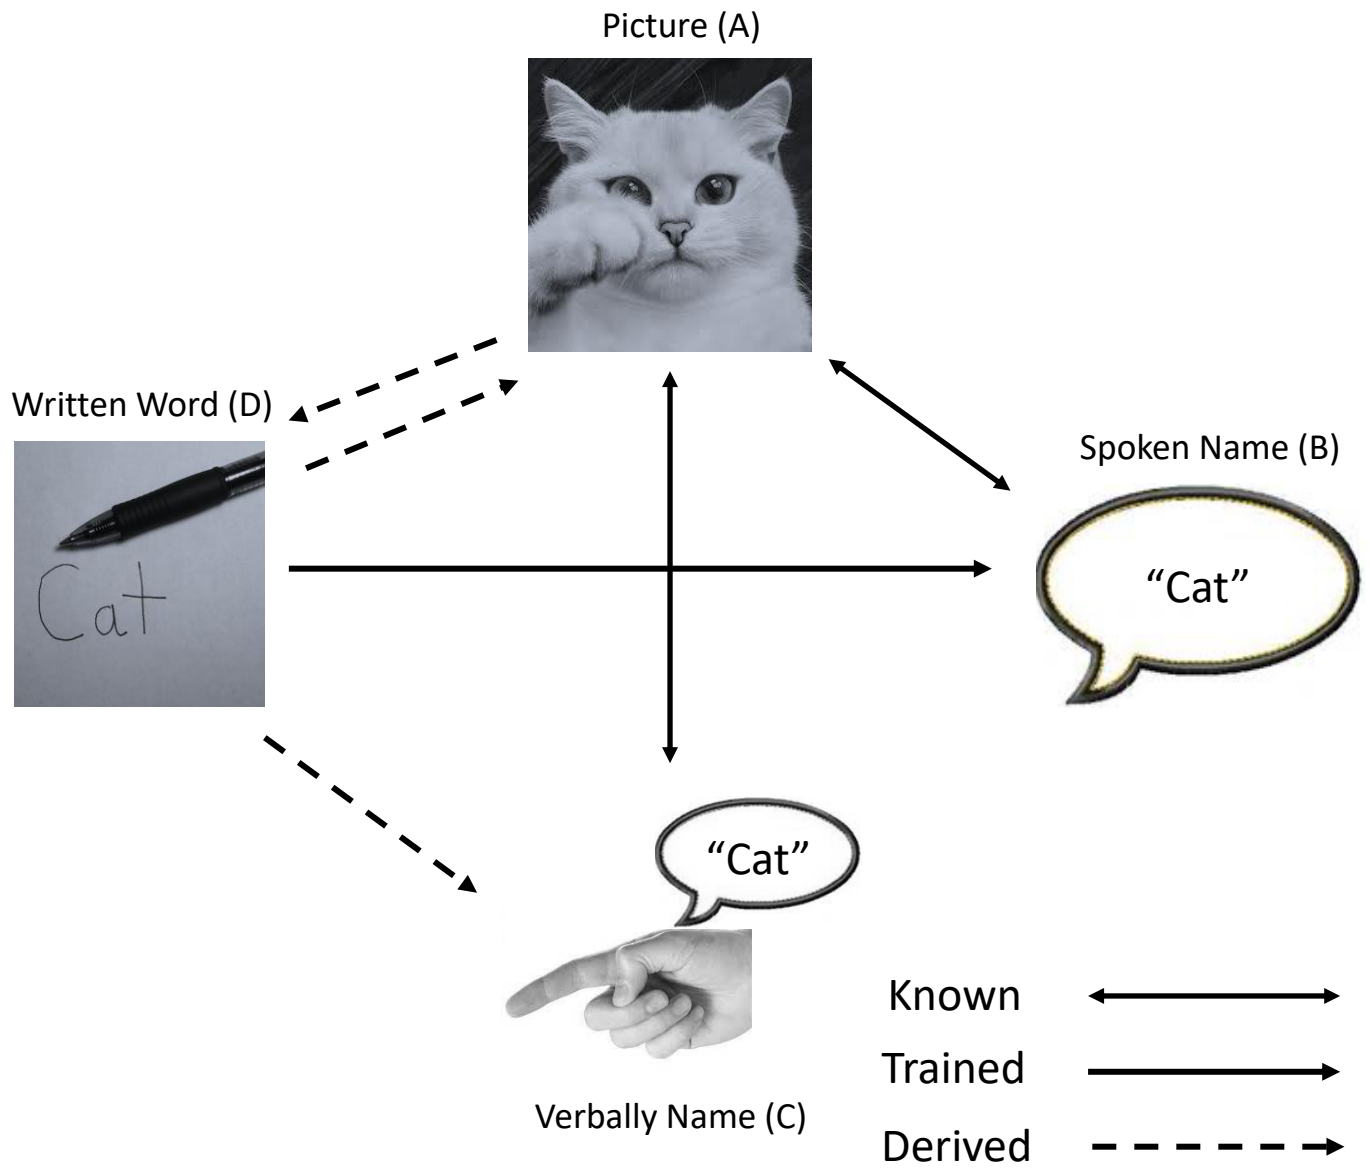 Picture (A)
Written Word (D)
Cat
Spoken Name (B)
“Cat”
“Cat”
Verbally Name (C)
Known
Trained
Derived